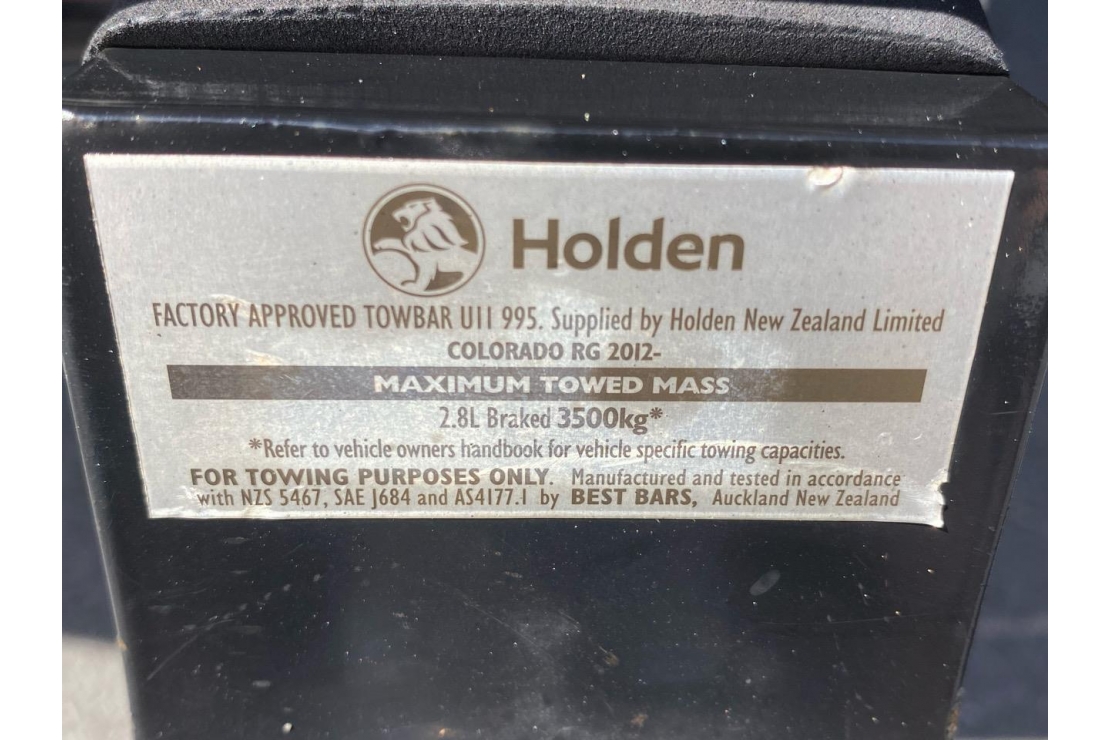 Holden
FACTORY APPROVED TOWBAR U11 995. Supplied by Holden New Zealand Limited
COLORADO RG 2012-
MAXIMUM TOWED MASS
2.8L Braked 3500kg*
*Refer to vehicle owners handbook for vehicle specific towing capacities.
FOR TOWING PURPOSES ONLY. Manufactured and tested in accordance
with NZS 5467, SAE J684 and AS4177.1 by BEST BARS, Auckland New Zealand